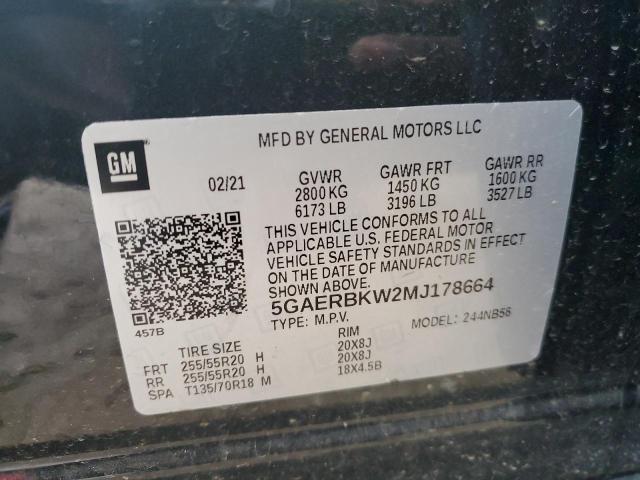 MFD BY GENERAL MOTORS LLC
GM
02/21
GVWR GAWR FRT GAWR RR
2800 KG 1450 KG 1600 KG
6173 LB 3196 LB 3527 LB
THIS VEHICLE CONFORMS TO ALL
APPLICABLE U.S. FEDERAL MOTOR
VEHICLE SAFETY STANDARDS IN EFFECT
ON THE DATE OF MANUFACTURE
SHOWN ABOVE.
5GAERBKW2MJ178664
TYPE: M.P.V. MODEL: 244NB56
457B
TIRE SIZE RIM
FRT 255/55R20 H 20X8J
RR 255/55R20 H 20X8J
SPA T135/70R18 M 18X4.5B